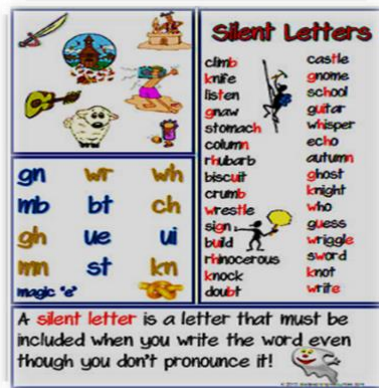 Silent Letters
climb
knife
listen
gnaw
stomach
column
rhubarb
biscuit
crumb
wrestle
sign
build
rhinocerous
knock
doubt
castle
gnome
school
guitar
whisper
echo
autumn
ghost
knight
who
guess
wriggle
sword
knot
write
gn wr wh
mb bt ch
gh ue ui
mn st kn
magic 'e'
A silent letter is a letter that must be
included when you write the word even
though you don't pronounce it!